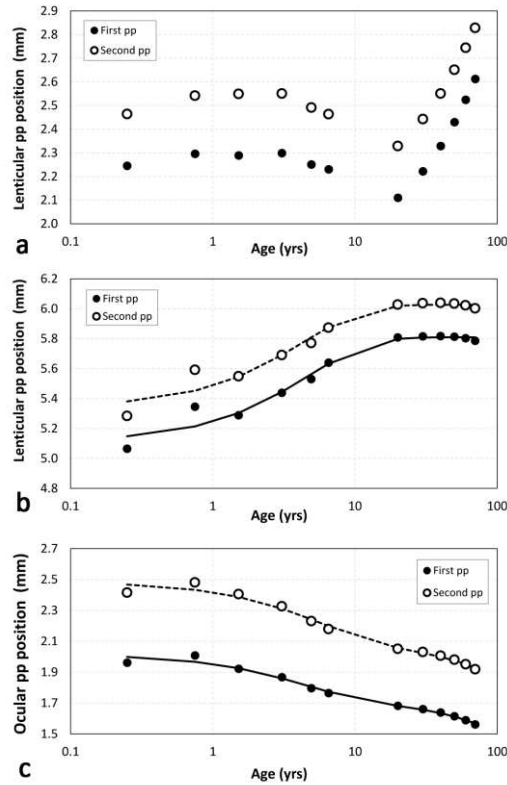 2.9
2.8
2.7
2.6
2.5
2.4
2.3
2.2
2.1
2.0
Lenticular pp position (mm)
First pp
Second pp
0.1 1 10 100
Age (yrs)
a
6.2
6.0
5.8
5.6
5.4
5.2
5.0
4.8
Lenticular pp position (mm)
First pp
Second pp
0.1 1 10 100
Age (yrs)
b
2.7
2.5
2.3
2.1
1.9
1.7
1.5
Ocular pp position (mm)
First pp
Second pp
0.1 1 10 100
Age (yrs)
c